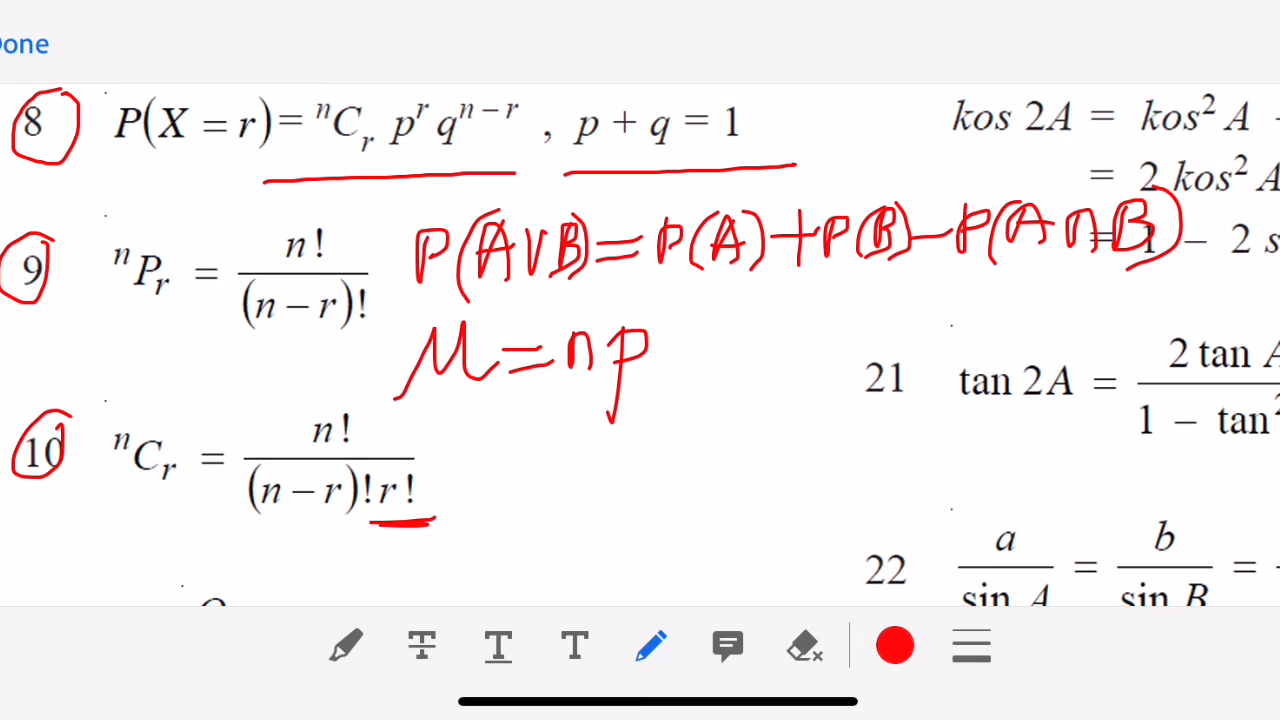 Done
8 P(X = r) = ⁿCᵣ pʳ qⁿ⁻ʳ , p + q = 1
P(A∪B) = P(A) + P(B) − P(A∩B)
9 ⁿPᵣ = n! / (n − r)!
μ = np
10 ⁿCᵣ = n! / (n − r)! r!
kos 2A = kos² A −
= 2 kos² A
= 1 − 2 s
21 tan 2A = 2 tan A / 1 − tan²
22 a / sin A = b / sin B =